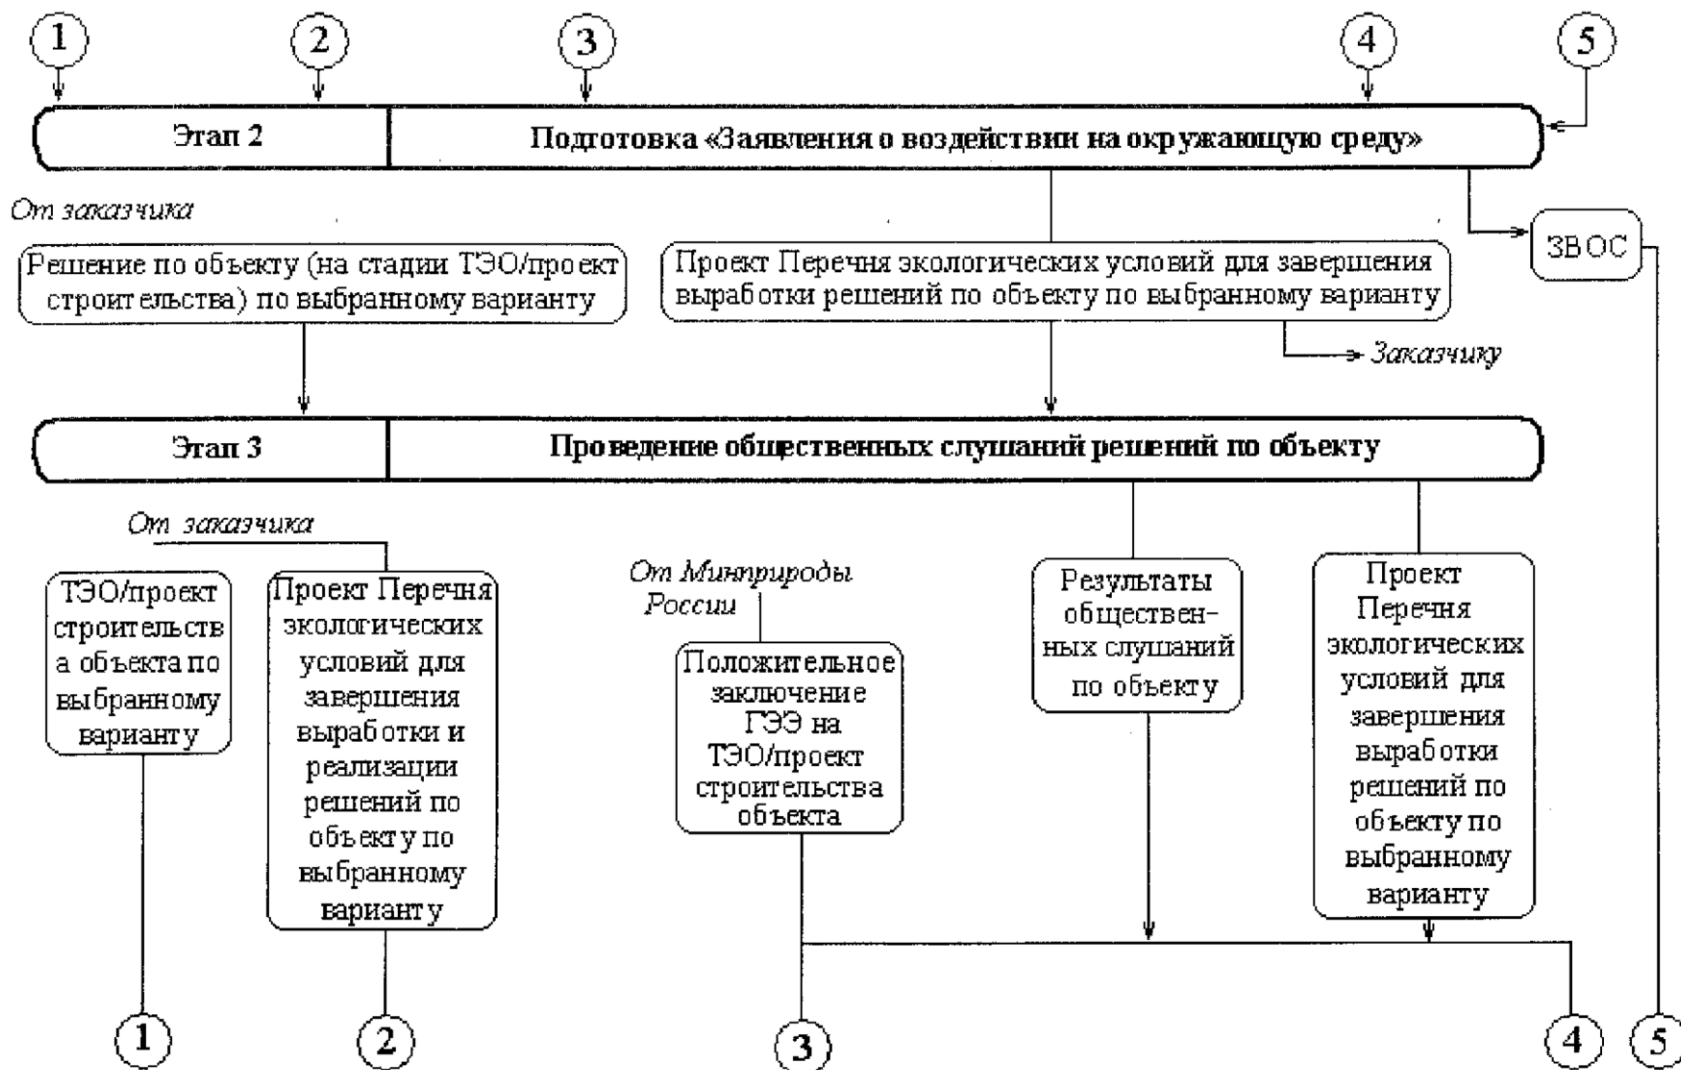 1
2
3
4
5
Этап 2
Подготовка «Заявления о воздействии на окружающую среду»
От заказчика
Решение по объекту (на стадии ТЭО/проект
строительства) по выбранному варианту
Проект Перечня экологических условий для завершения
выработки решений по объекту по выбранному варианту
ЗВОС
Заказчику
Этап 3
Проведение общественных слушаний решений по объекту
От заказчика
ТЭО/проект
строительств
а объекта по
выбранному
варианту
Проект Перечня
экологических
условий для
завершения
выработки и
реализации
решений по
объекту по
выбранному
варианту
От Минприроды
России
Положительное
заключение
ГЭЭ на
ТЭО/проект
строительства
объекта
Результаты
обществен-
ных слушаний
по объекту
Проект
Перечня
экологических
условий для
завершения
выработки
решений по
объекту по
выбранному
варианту
1
2
3
4
5